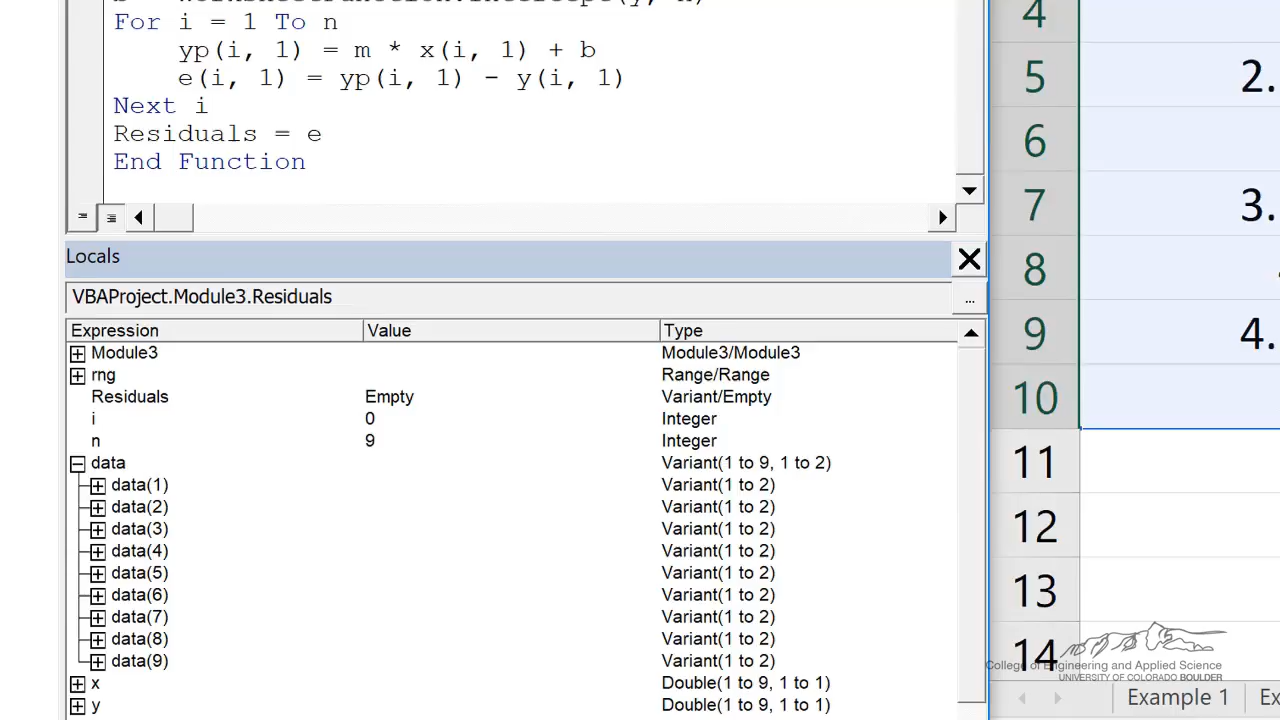 For i = 1 To n
yp(i, 1) = m * x(i, 1) + b
e(i, 1) = yp(i, 1) - y(i, 1)
Next i
Residuals = e
End Function
Locals
VBAProject.Module3.Residuals
...
Expression Value Type
Module3 Module3/Module3
rng Range/Range
Residuals Empty Variant/Empty
i 0 Integer
n 9 Integer
data Variant(1 to 9, 1 to 2)
data(1) Variant(1 to 2)
data(2) Variant(1 to 2)
data(3) Variant(1 to 2)
data(4) Variant(1 to 2)
data(5) Variant(1 to 2)
data(6) Variant(1 to 2)
data(7) Variant(1 to 2)
data(8) Variant(1 to 2)
data(9) Variant(1 to 2)
x Double(1 to 9, 1 to 1)
y Double(1 to 9, 1 to 1)
4
5 2.
6
7 3.
8
9 4.
10
11
12
13
14
College of Engineering and Applied Science
UNIVERSITY OF COLORADO BOULDER
Example 1 Ex